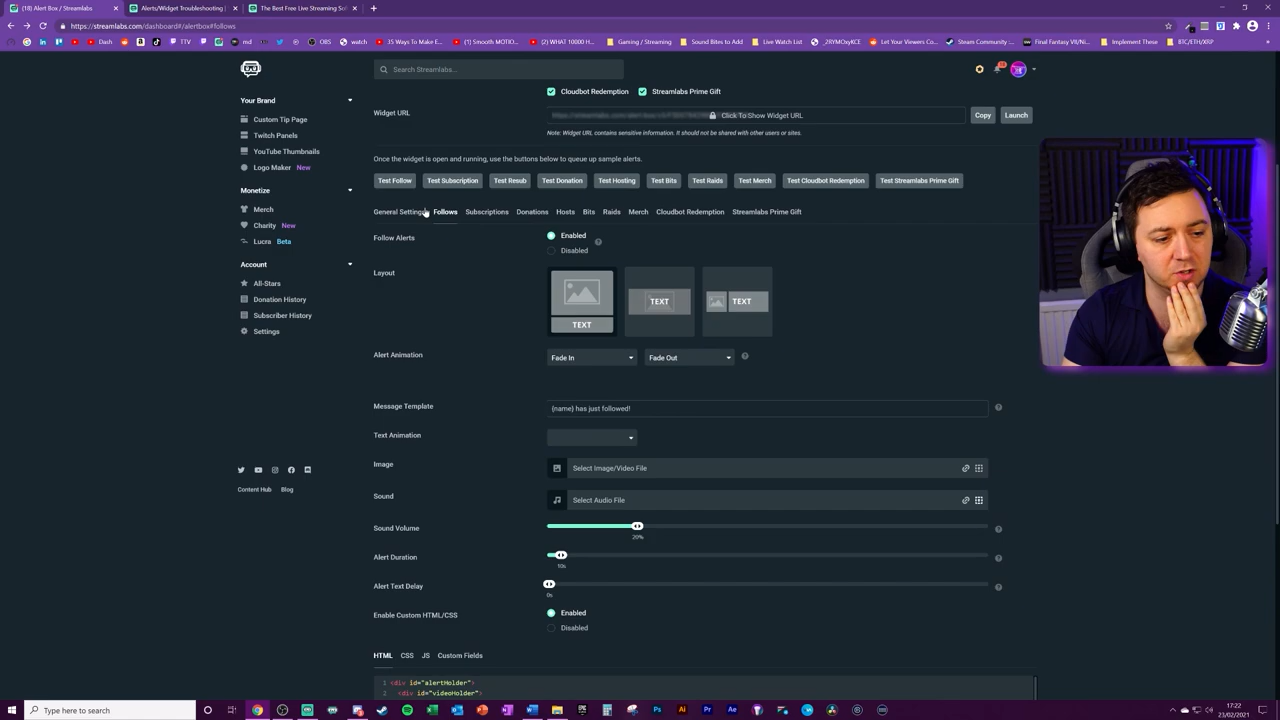 (18) Alert Box / Streamlabs
Alerts/Widget Troubleshooting |
The Best Free Live Streaming Sof
https://streamlabs.com/dashboard#/alertbox#follows
Dash
TTV
md
OBS
watch
35 Ways To Make E...
(1) Smooth MOTIO...
(2) WHAT 10000 H...
Gaming / Streaming
Sound Bites to Add
Live Watch List
_2RYMOxyKCE
Let Your Viewers Co...
Steam Community :...
Final Fantasy VII/Ni...
Implement These
BTC/ETH/XRP
Search Streamlabs...
Your Brand
Custom Tip Page
Twitch Panels
YouTube Thumbnails
Logo Maker New
Monetize
Merch
Charity New
Lucra Beta
Account
All-Stars
Donation History
Subscriber History
Settings
Content Hub
Blog
Cloudbot Redemption
Streamlabs Prime Gift
Widget URL
Click To Show Widget URL
Copy
Launch
Note: Widget URL contains sensitive information. It should not be shared with other users or sites.
Once the widget is open and running, use the buttons below to queue up sample alerts.
Test Follow
Test Subscription
Test Resub
Test Donation
Test Hosting
Test Bits
Test Raids
Test Merch
Test Cloudbot Redemption
Test Streamlabs Prime Gift
General Settings
Follows
Subscriptions
Donations
Hosts
Bits
Raids
Merch
Cloudbot Redemption
Streamlabs Prime Gift
Follow Alerts
Enabled
Disabled
Layout
TEXT
TEXT
TEXT
Alert Animation
Fade In
Fade Out
Message Template
{name} has just followed!
Text Animation
Image
Select Image/Video File
Sound
Select Audio File
Sound Volume
20%
Alert Duration
10s
Alert Text Delay
0s
Enable Custom HTML/CSS
Enabled
Disabled
HTML
CSS
JS
Custom Fields
1 <div id="alertHolder">
2 <div id="videoHolder">
Type here to search
17:22
23/02/2021